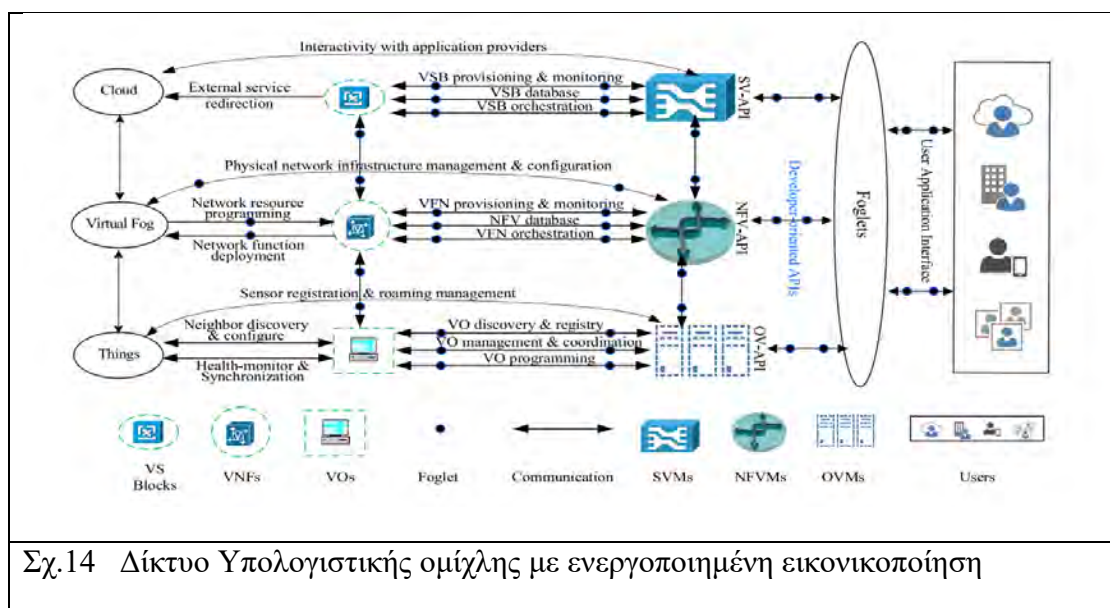 Interactivity with application providers
Cloud
External service
redirection
VSB provisioning & monitoring
VSB database
VSB orchestration
SV-API
Physical network infrastructure management & configuration
Virtual Fog
Network resource
programming
Network function
deployment
VFN provisioning & monitoring
NFV database
VFN orchestration
NFV-API
Sensor registration & roaming management
Things
Neighbor discovery
& configure
Health-monitor &
Synchronization
VO discovery & registry
VO management & coordination
VO programming
OV-API
Developer-oriented APIs
Foglets
User Application Interface
VS
Blocks
VNFs
VOs
Foglet
Communication
SVMs
NFVMs
OVMs
Users
Σχ.14 Δίκτυο Υπολογιστικής ομίχλης με ενεργοποιημένη εικονικοποίηση